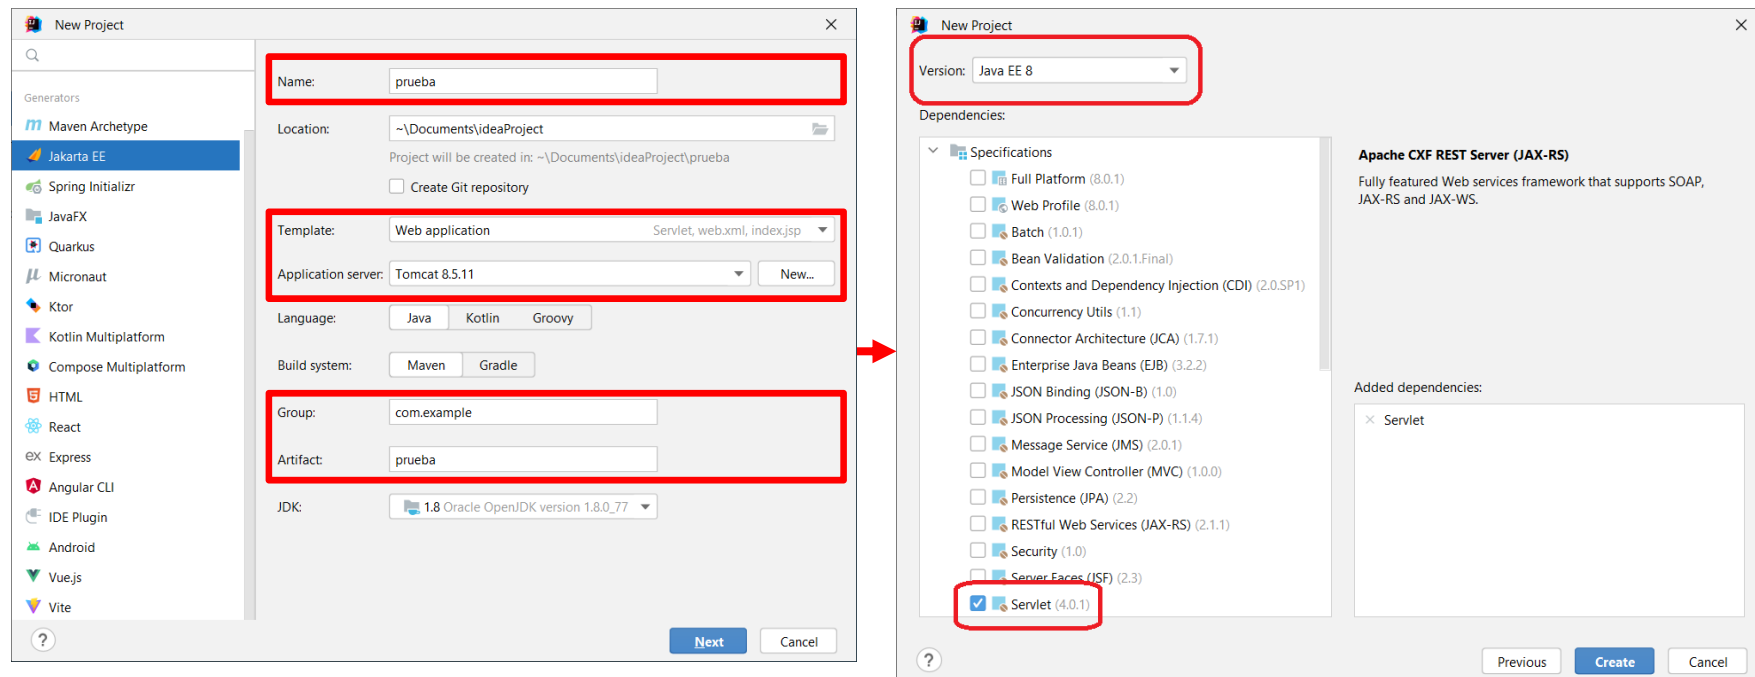 New Project
Generators
Maven Archetype
Jakarta EE
Spring Initializr
JavaFX
Quarkus
Micronaut
Ktor
Kotlin Multiplatform
Compose Multiplatform
HTML
React
ex Express
Angular CLI
IDE Plugin
Android
Vue.js
Vite
?
Name: prueba
Location: ~\Documents\ideaProject
Project will be created in: ~\Documents\ideaProject\prueba
Create Git repository
Template: Web application Servlet, web.xml, index.jsp
Application server: Tomcat 8.5.11 New...
Language: Java Kotlin Groovy
Build system: Maven Gradle
Group: com.example
Artifact: prueba
JDK: 1.8 Oracle OpenJDK version 1.8.0_77
Next Cancel
New Project
Version: Java EE 8
Dependencies:
Specifications
Full Platform (8.0.1)
Web Profile (8.0.1)
Batch (1.0.1)
Bean Validation (2.0.1.Final)
Contexts and Dependency Injection (CDI) (2.0.SP1)
Concurrency Utils (1.1)
Connector Architecture (JCA) (1.7.1)
Enterprise Java Beans (EJB) (3.2.2)
JSON Binding (JSON-B) (1.0)
JSON Processing (JSON-P) (1.1.4)
Message Service (JMS) (2.0.1)
Model View Controller (MVC) (1.0.0)
Persistence (JPA) (2.2)
RESTful Web Services (JAX-RS) (2.1.1)
Security (1.0)
Server Faces (JSF) (2.3)
Servlet (4.0.1)
Apache CXF REST Server (JAX-RS)
Fully featured Web services framework that supports SOAP,
JAX-RS and JAX-WS.
Added dependencies:
Servlet
?
Previous Create Cancel